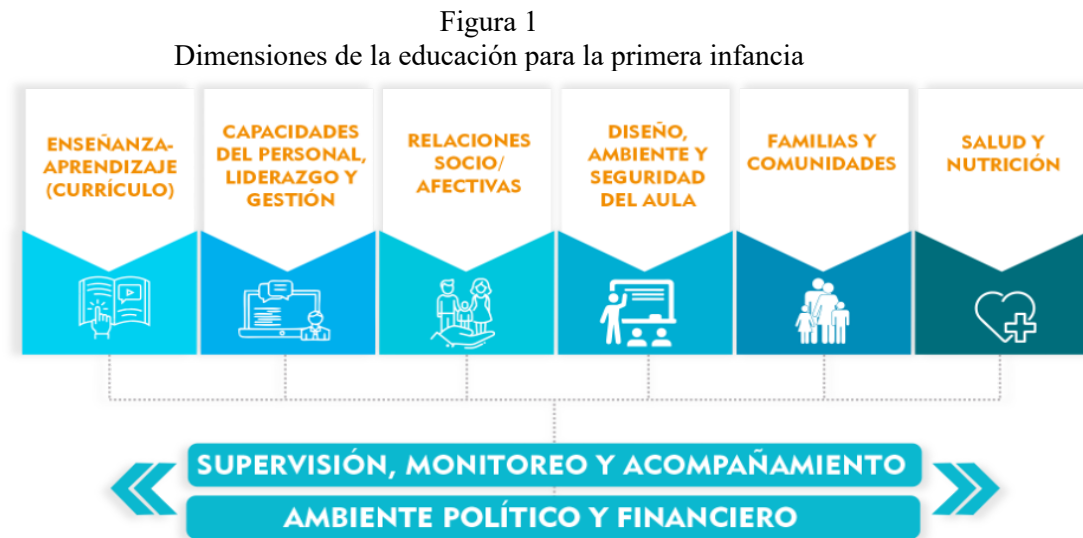 Figura 1
Dimensiones de la educación para la primera infancia
ENSEÑANZA-
APRENDIZAJE
(CURRÍCULO)
CAPACIDADES
DEL PERSONAL,
LIDERAZGO Y
GESTIÓN
RELACIONES
SOCIO/
AFECTIVAS
DISEÑO,
AMBIENTE Y
SEGURIDAD
DEL AULA
FAMILIAS Y
COMUNIDADES
SALUD Y
NUTRICIÓN
SUPERVISIÓN, MONITOREO Y ACOMPAÑAMIENTO
AMBIENTE POLÍTICO Y FINANCIERO